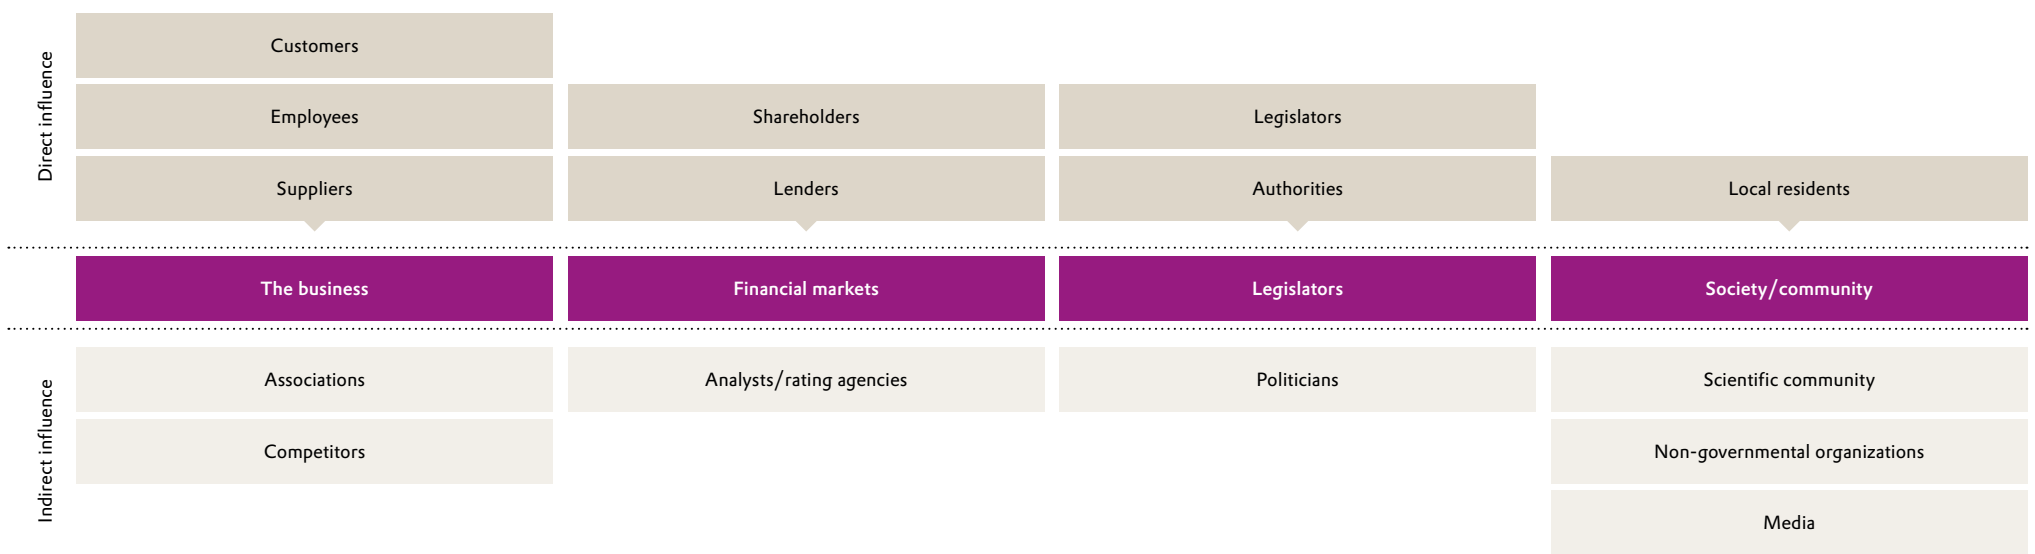 Direct influence
Customers
Employees
Shareholders
Legislators
Suppliers
Lenders
Authorities
Local residents
The business
Financial markets
Legislators
Society/community
Indirect influence
Associations
Analysts/rating agencies
Politicians
Scientific community
Competitors
Non-governmental organizations
Media